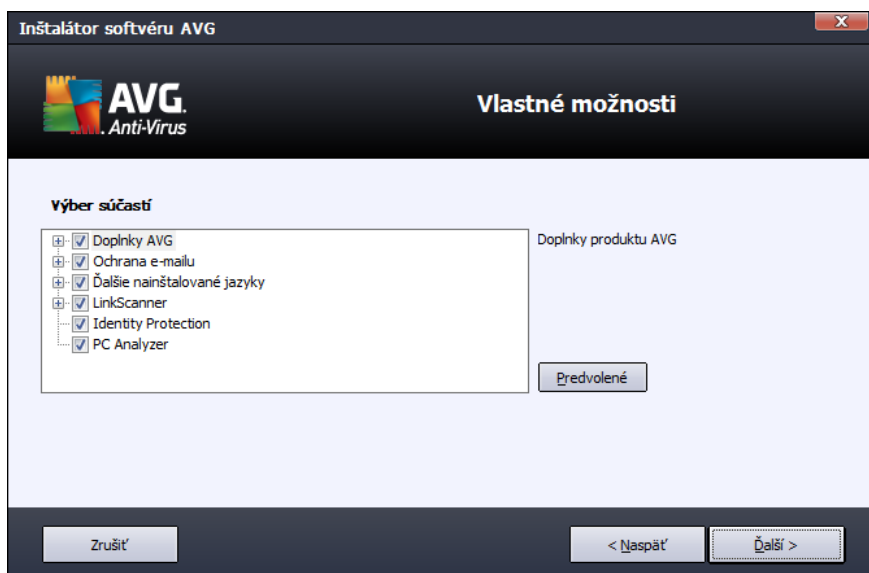 Inštalátor softvéru AVG
X
AVG.
Anti-Virus
Vlastné možnosti
Výber súčastí
Doplnky AVG
Ochrana e-mailu
Ďalšie nainštalované jazyky
LinkScanner
Identity Protection
PC Analyzer
Doplnky produktu AVG
Predvolené
Zrušiť
< Naspäť
Ďalší >